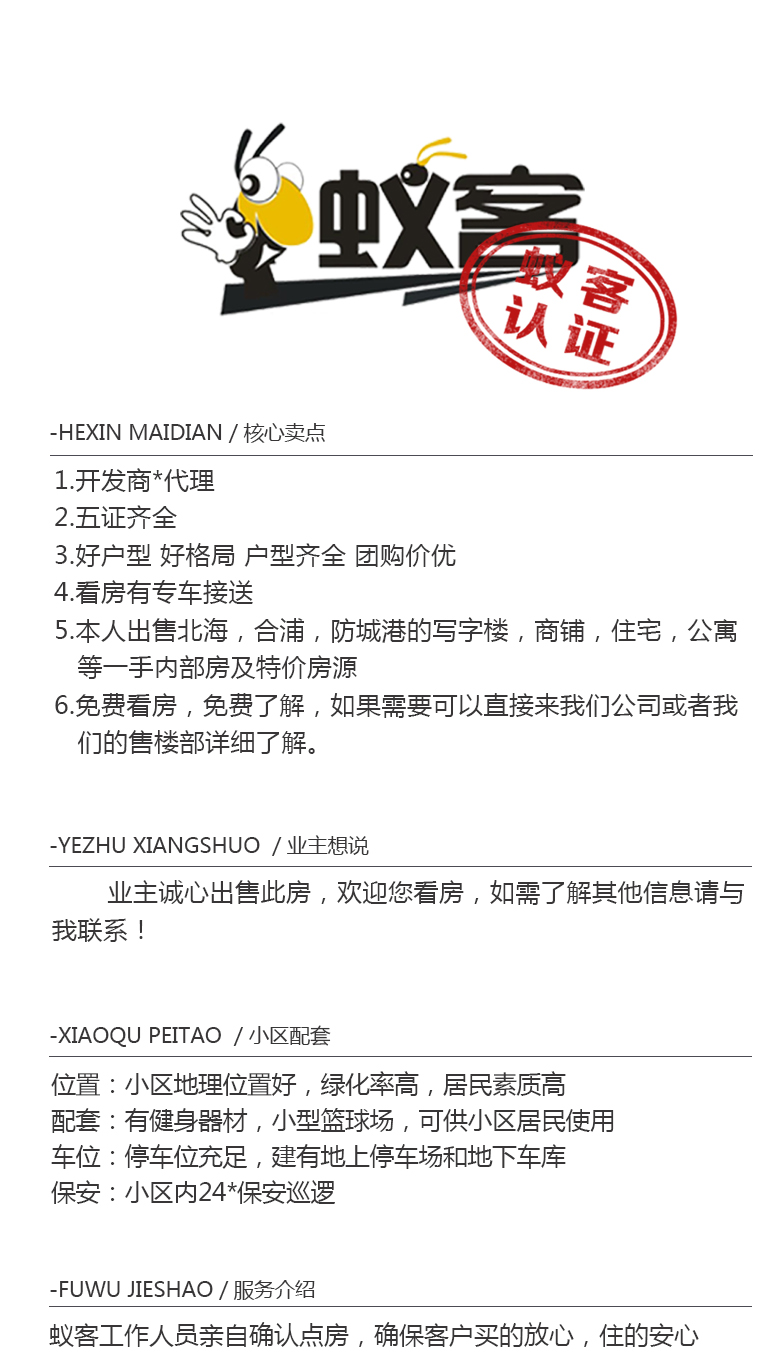 蚁客
蚁客
认证
-HEXIN MAIDIAN / 核心卖点
1.开发商*代理
2.五证齐全
3.好户型 好格局 户型齐全 团购价优
4.看房有专车接送
5.本人出售北海，合浦，防城港的写字楼，商铺，住宅，公寓
等一手内部房及特价房源
6.免费看房，免费了解，如果需要可以直接来我们公司或者我
们的售楼部详细了解。
-YEZHU XIANGSHUO / 业主想说
业主诚心出售此房，欢迎您看房，如需了解其他信息请与
我联系！
-XIAOQU PEITAO / 小区配套
位置：小区地理位置好，绿化率高，居民素质高
配套：有健身器材，小型篮球场，可供小区居民使用
车位：停车位充足，建有地上停车场和地下车库
保安：小区内24*保安巡逻
-FUWU JIESHAO / 服务介绍
蚁客工作人员亲自确认点房，确保客户买的放心，住的安心